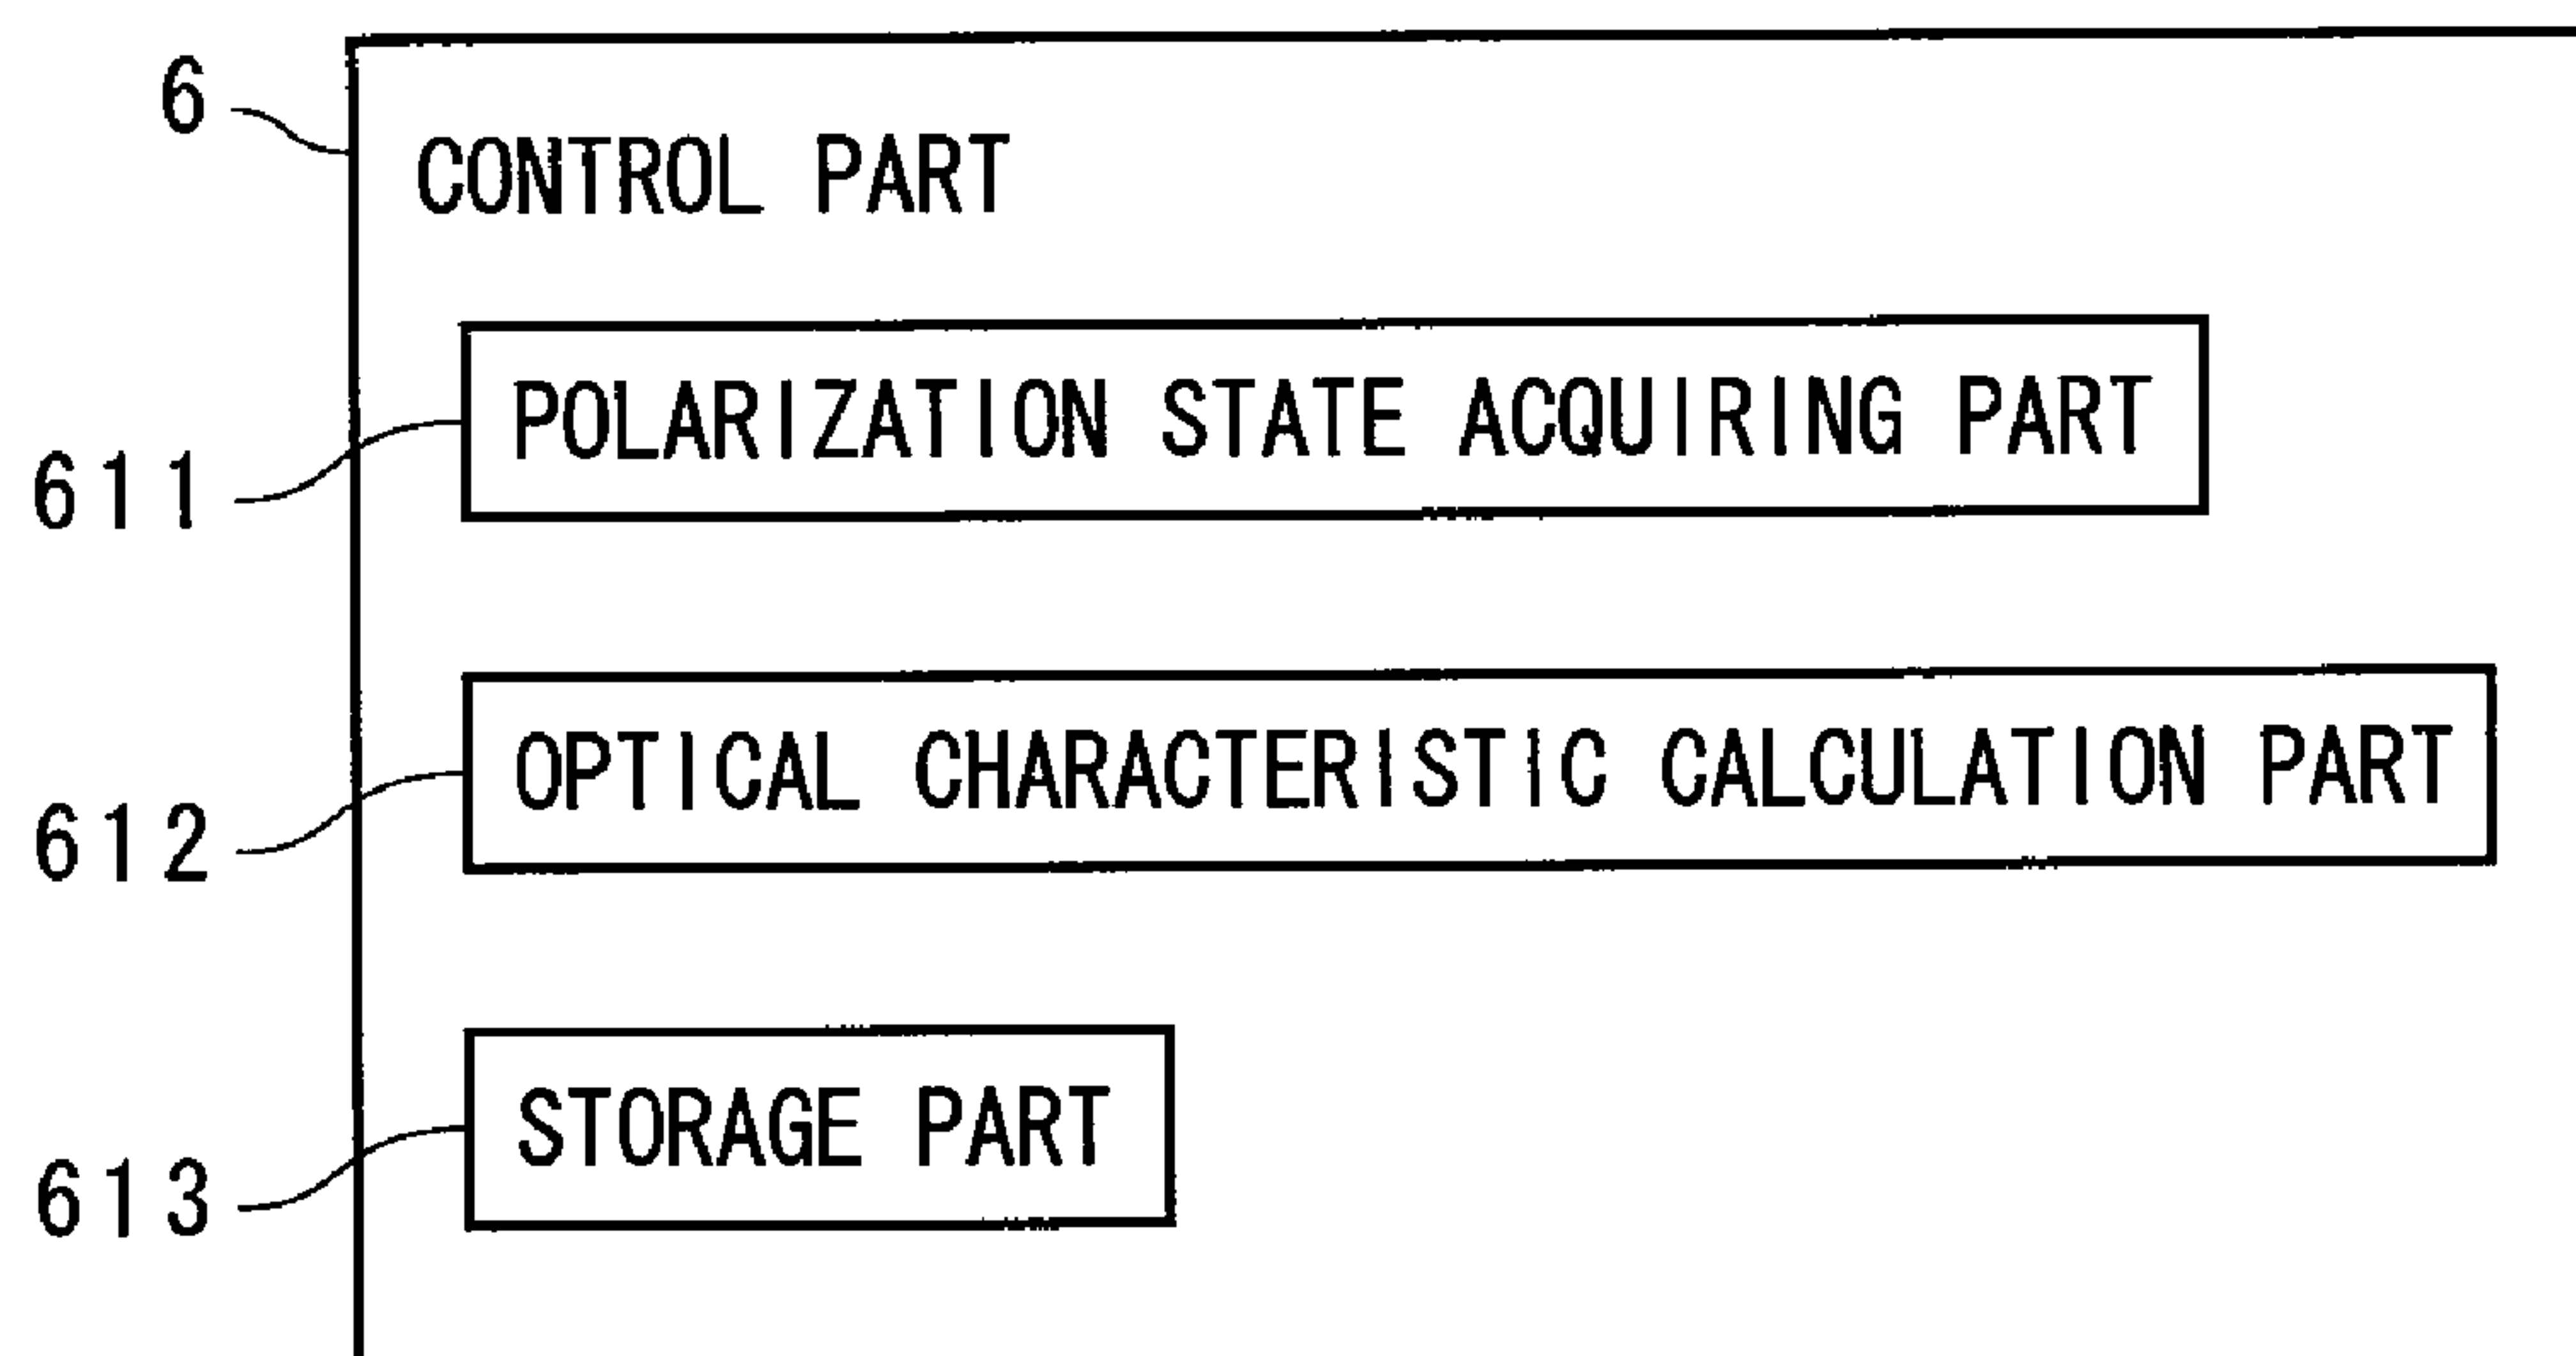 6
CONTROL PART
611
POLARIZATION STATE ACQUIRING PART
612
OPTICAL CHARACTERISTIC CALCULATION PART
613
STORAGE PART